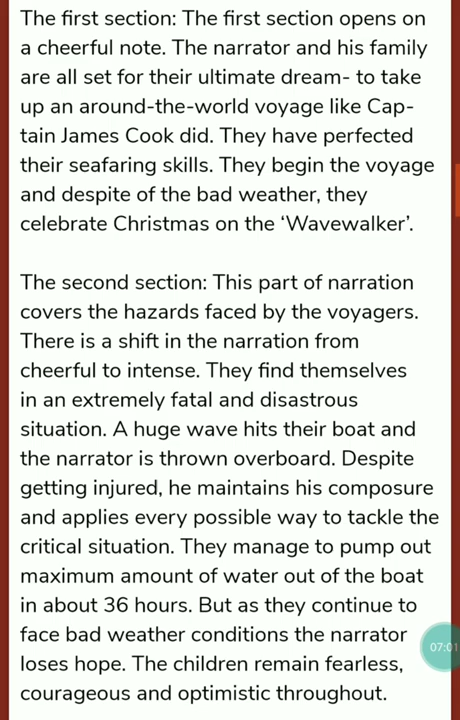 The first section: The first section opens on
a cheerful note. The narrator and his family
are all set for their ultimate dream- to take
up an around-the-world voyage like Cap-
tain James Cook did. They have perfected
their seafaring skills. They begin the voyage
and despite of the bad weather, they
celebrate Christmas on the ‘Wavewalker’.
The second section: This part of narration
covers the hazards faced by the voyagers.
There is a shift in the narration from
cheerful to intense. They find themselves
in an extremely fatal and disastrous
situation. A huge wave hits their boat and
the narrator is thrown overboard. Despite
getting injured, he maintains his composure
and applies every possible way to tackle the
critical situation. They manage to pump out
maximum amount of water out of the boat
in about 36 hours. But as they continue to
face bad weather conditions the narrator
07:01
loses hope. The children remain fearless,
courageous and optimistic throughout.